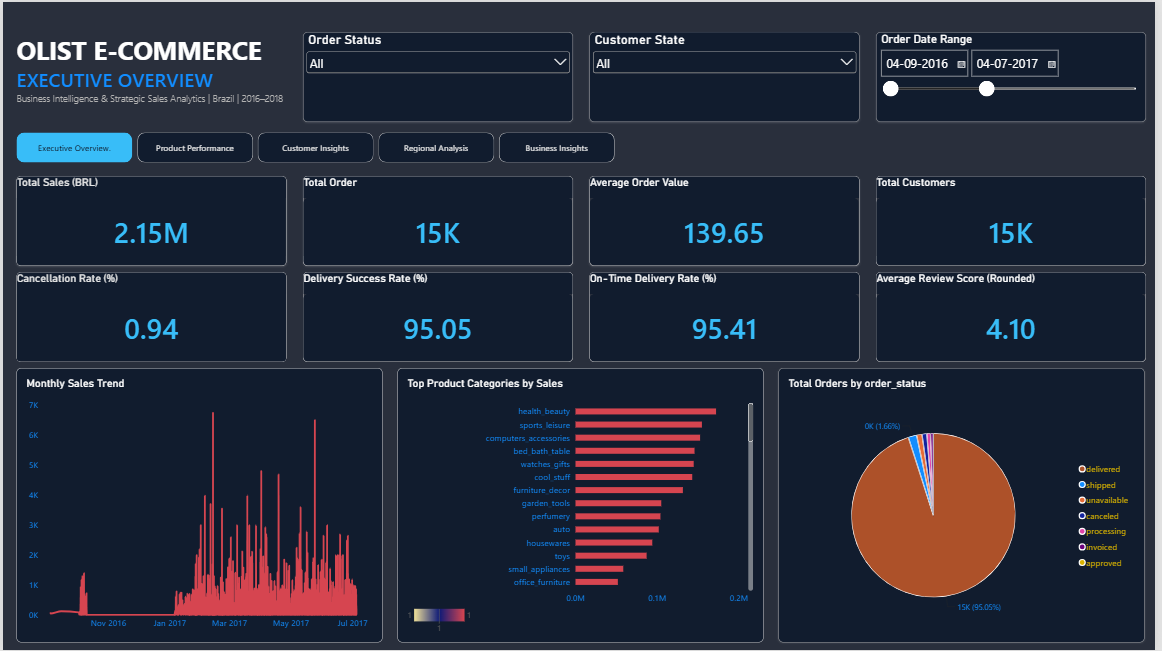 OLIST E-COMMERCE
EXECUTIVE OVERVIEW
Business Intelligence & Strategic Sales Analytics | Brazil | 2016–2018
Order Status
All
Customer State
All
Order Date Range
04-09-2016
04-07-2017
Executive Overview.
Product Performance
Customer Insights
Regional Analysis
Business Insights
Total Sales (BRL)
2.15M
Total Order
15K
Average Order Value
139.65
Total Customers
15K
Cancellation Rate (%)
0.94
Delivery Success Rate (%)
95.05
On-Time Delivery Rate (%)
95.41
Average Review Score (Rounded)
4.10
Monthly Sales Trend
7K
6K
5K
4K
3K
2K
1K
0K
Nov 2016
Jan 2017
Mar 2017
May 2017
Jul 2017
Top Product Categories by Sales
health_beauty
sports_leisure
computers_accessories
bed_bath_table
watches_gifts
cool_stuff
furniture_decor
garden_tools
perfumery
auto
housewares
toys
small_appliances
office_furniture
0.0M
0.1M
0.2M
1
1
1
Total Orders by order_status
0K (1.66%)
15K (95.05%)
delivered
shipped
unavailable
canceled
processing
invoiced
approved